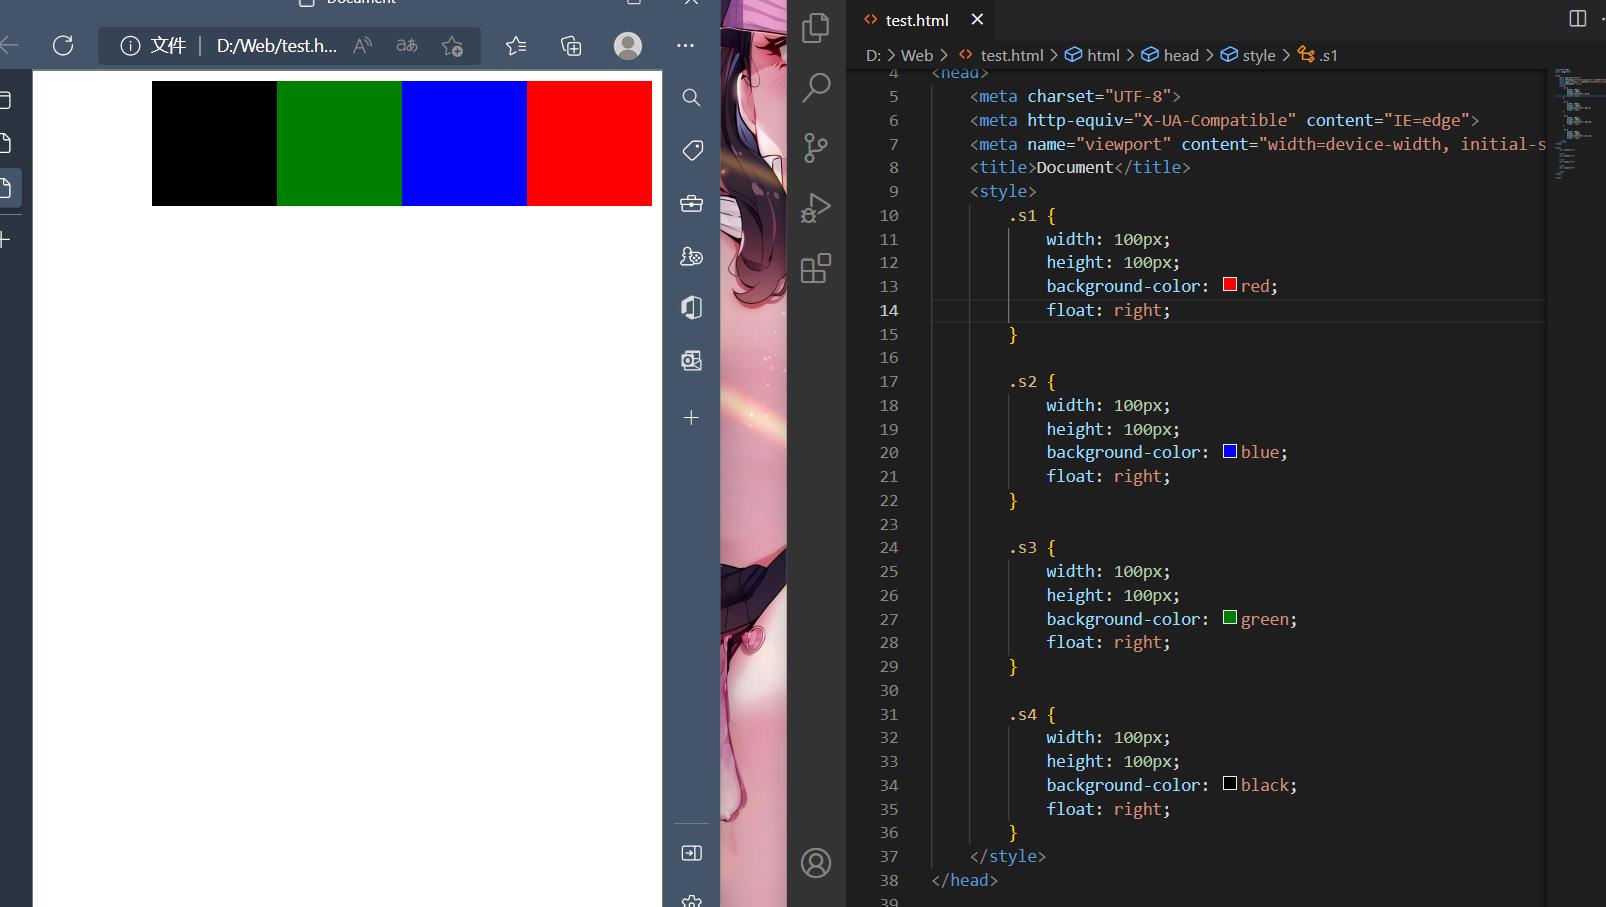 Document
文件 D:/Web/test.h... A aあ
test.html
D: > Web > test.html > html > head > style > .s1
4 <head>
5 <meta charset="UTF-8">
6 <meta http-equiv="X-UA-Compatible" content="IE=edge">
7 <meta name="viewport" content="width=device-width, initial-s
8 <title>Document</title>
9 <style>
10 .s1 {
11 width: 100px;
12 height: 100px;
13 background-color: red;
14 float: right;
15 }
16
17 .s2 {
18 width: 100px;
19 height: 100px;
20 background-color: blue;
21 float: right;
22 }
23
24 .s3 {
25 width: 100px;
26 height: 100px;
27 background-color: green;
28 float: right;
29 }
30
31 .s4 {
32 width: 100px;
33 height: 100px;
34 background-color: black;
35 float: right;
36 }
37 </style>
38 </head>
39